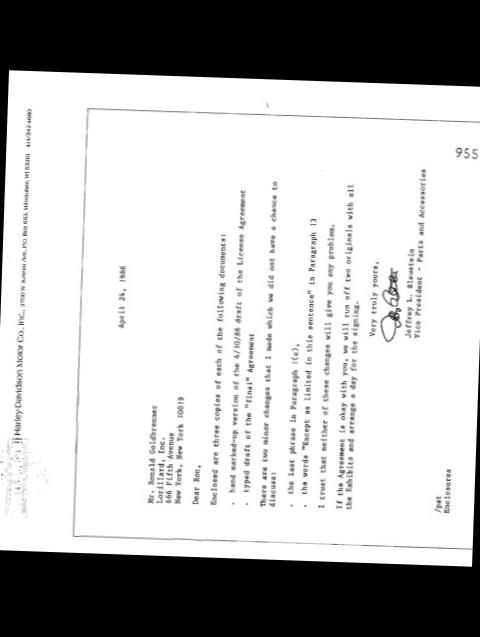 Harley-Davidson Motor Co., Inc., 3700 W. Juneau Ave., P.O. Box 653, Milwaukee, WI 53201 414/342-4680
April 24, 1986
Mr. Ronald Goldbrenner
Lorillard, Inc.
666 Fifth Avenue
New York, New York 10019
Dear Ron,
Enclosed are three copies of each of the following documents:
- hand marked-up version of the 4/10/86 draft of the License Agreement
- typed draft of the "final" Agreement
There are two minor changes that I made which we did not have a chance to
discuss:
- the last phrase in Paragraph 1(e),
- the words "Except as limited in this sentence" in Paragraph 13
I trust that neither of these changes will give you any problem.
If the Agreement is okay with you, we will run off two originals with all
the Exhibits and arrange a day for the signing.
Very truly yours,
Jeffrey L. Bleustein
Vice President - Parts and Accessories
/pat
Enclosures
955